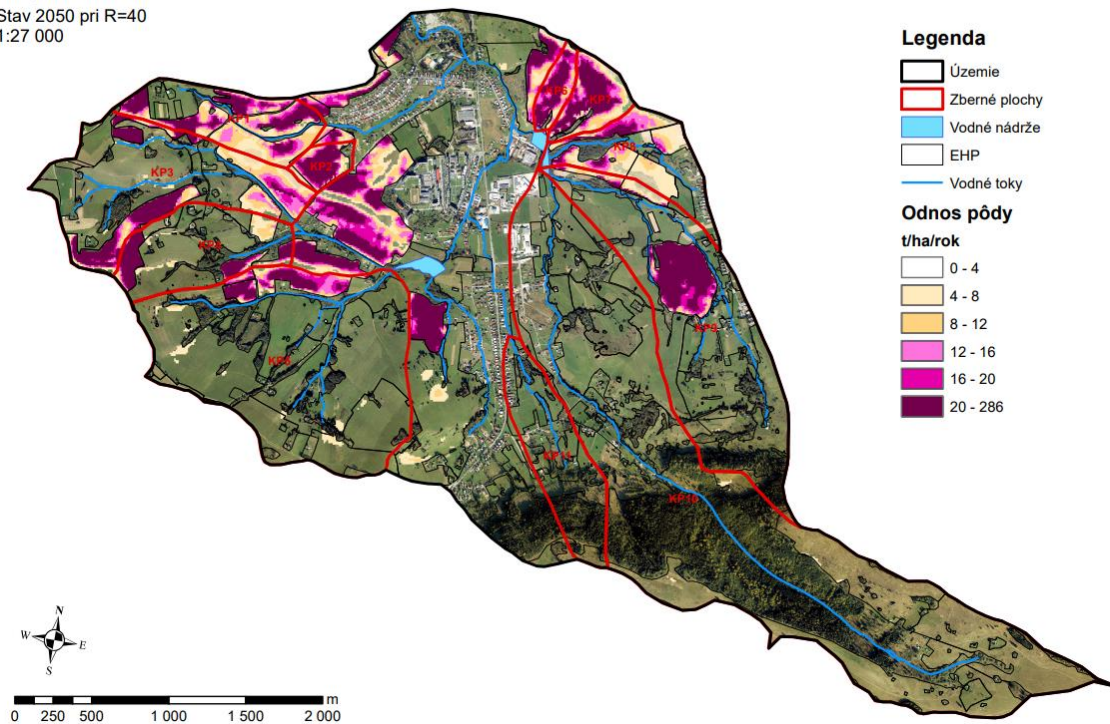 Stav 2050 pri R=40
1:27 000
Legenda
Územie
Zberné plochy
Vodné nádrže
EHP
Vodné toky
Odnos pôdy
t/ha/rok
0 - 4
4 - 8
8 - 12
12 - 16
16 - 20
20 - 286
KP1
KP2
KP3
KP7
KP8
KP9
KP10
KP11
N
W
E
S
m
0 250 500 1 000 1 500 2 000